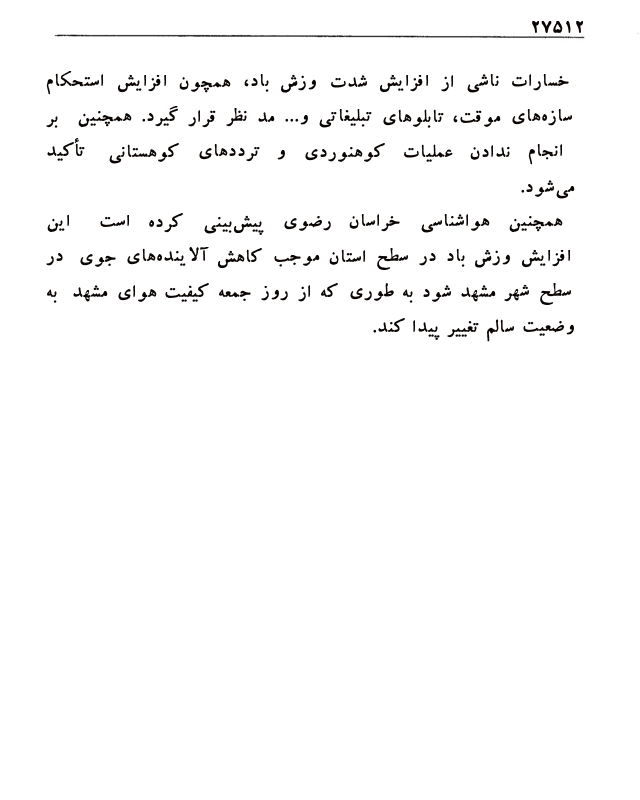 ۲۷۵۱۲
خسارات ناشی از افزایش شدت وزش باد، همچون افزایش استحکام
سازه‌های موقت، تابلوهای تبلیغاتی و... مد نظر قرار گیرد. همچنین بر
انجام ندادن عملیات کوهنوردی و ترددهای کوهستانی تأکید
می‌شود.
همچنین هواشناسی خراسان رضوی پیش‌بینی کرده است این
افزایش وزش باد در سطح استان موجب کاهش آلاینده‌های جوی در
سطح شهر مشهد شود به طوری که از روز جمعه کیفیت هوای مشهد به
وضعیت سالم تغییر پیدا کند.